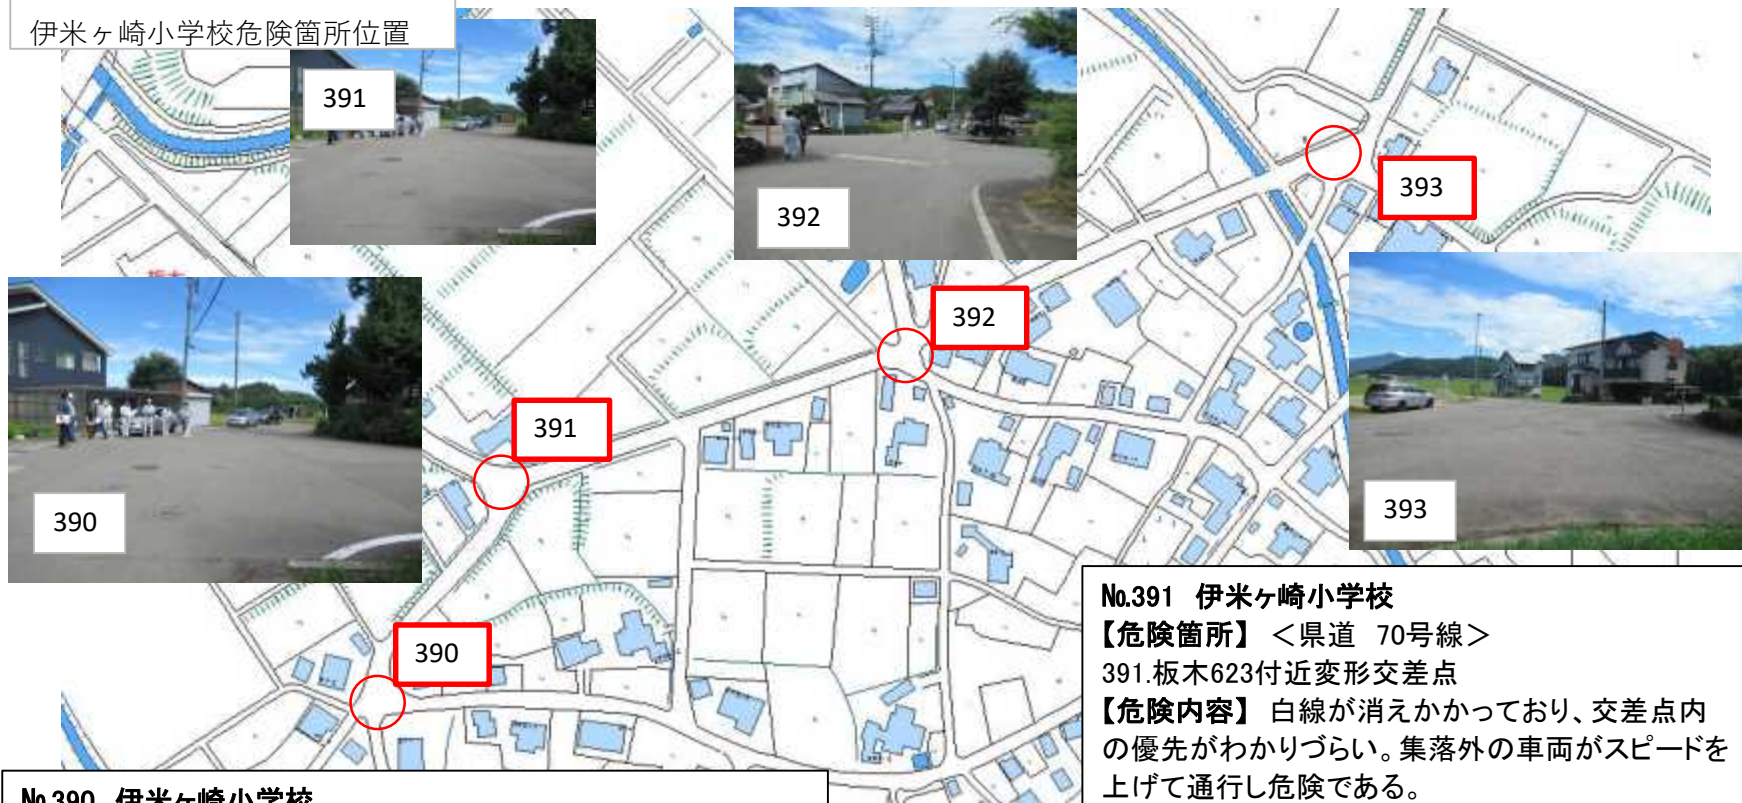 伊米ヶ崎小学校危険箇所位置
391
392
393
392
391
390
390
393
№391 伊米ヶ崎小学校
【危険箇所】 ＜県道 70号線＞
391.板木623付近変形交差点
【危険内容】 白線が消えかかっており、交差点内
の優先がわかりづらい。集落外の車両がスピードを
上げて通行し危険である。
№390 伊米ヶ崎小学校